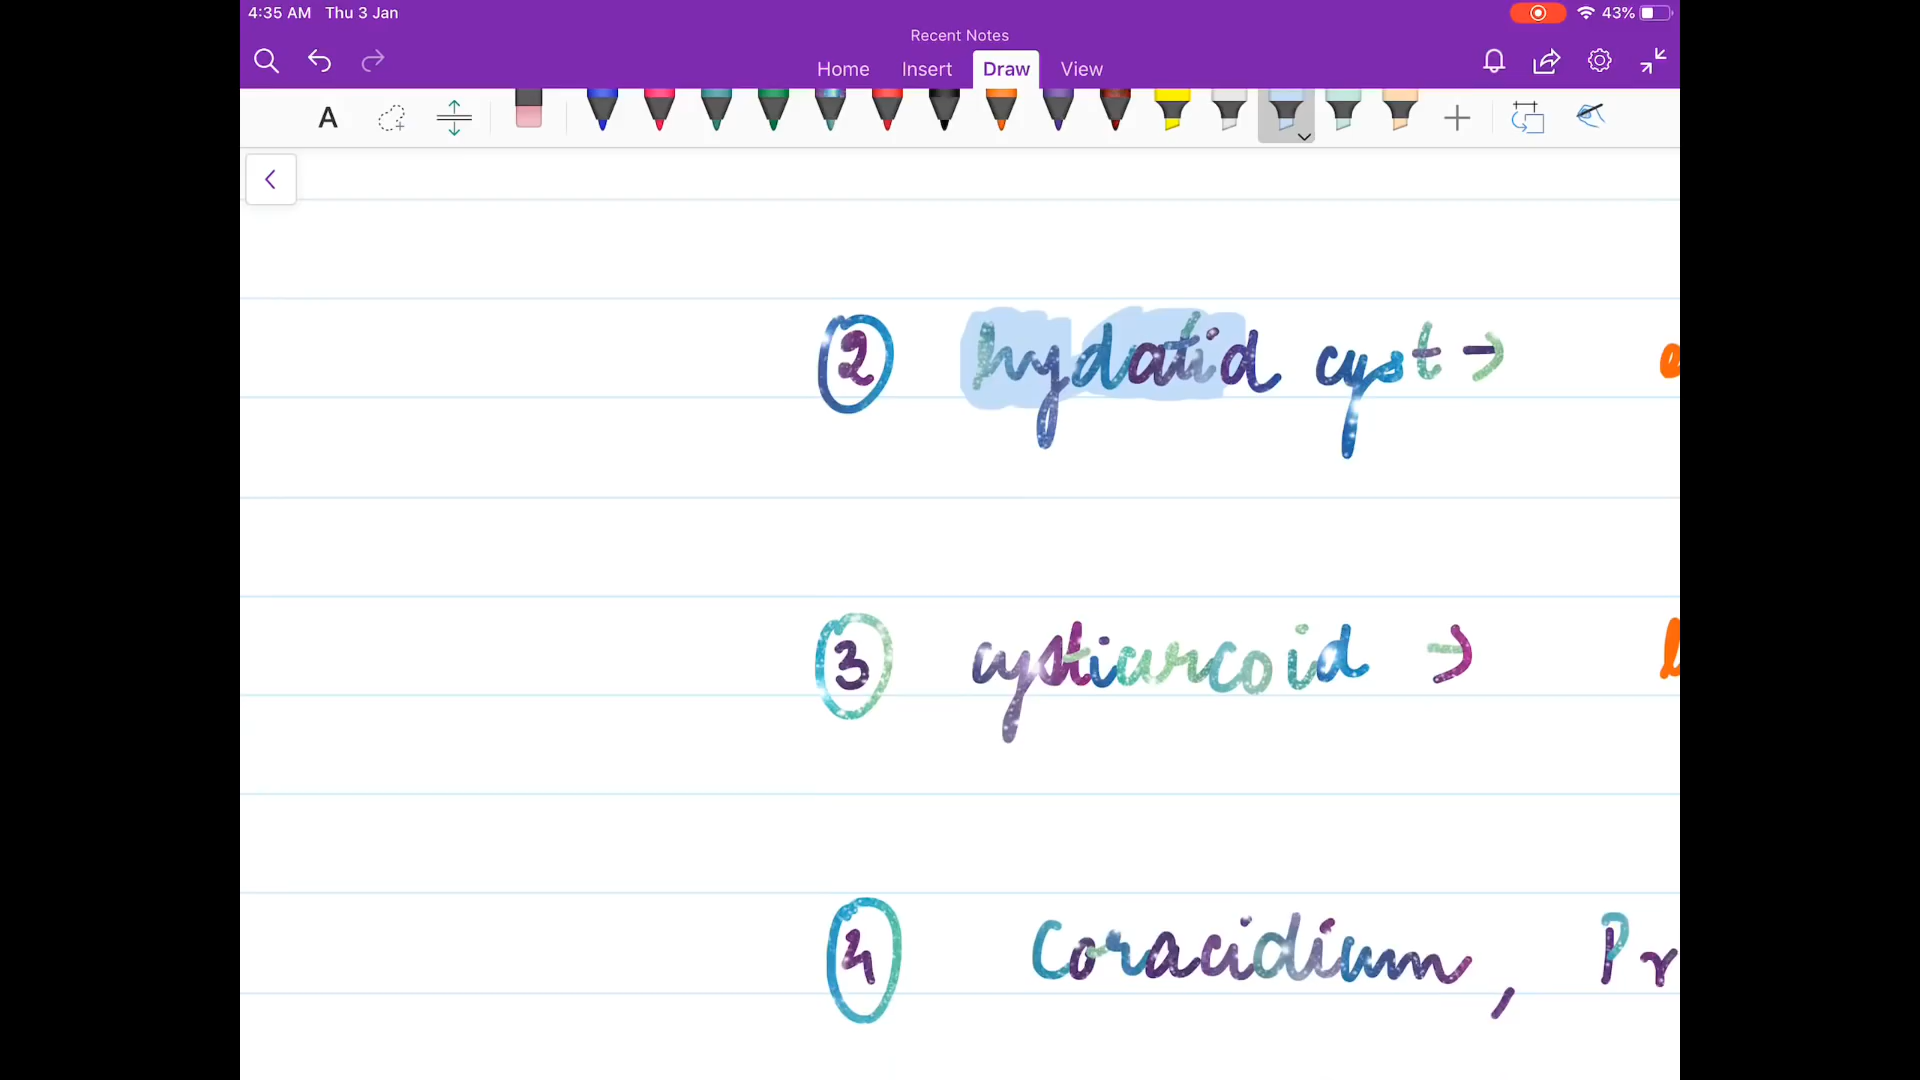 4:35 AM Thu 3 Jan 43%
Recent Notes
Home Insert Draw View
A
2 hydatid cyst →
3 cysticercoid →
4 Coracidium, Pr